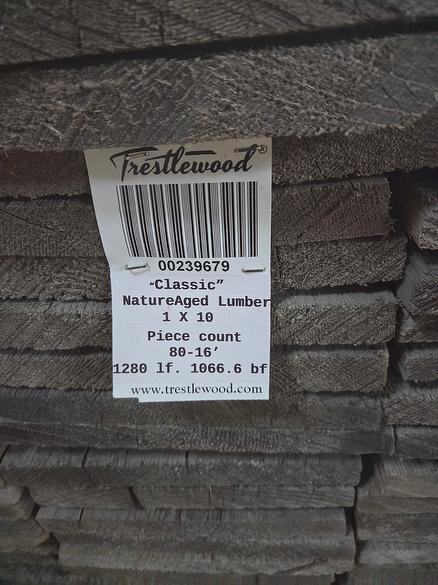 Trestlewood®
00239679
"Classic”
NatureAged Lumber
1 X 10
Piece count
80-16’
1280 lf. 1066.6 bf
www.trestlewood.com